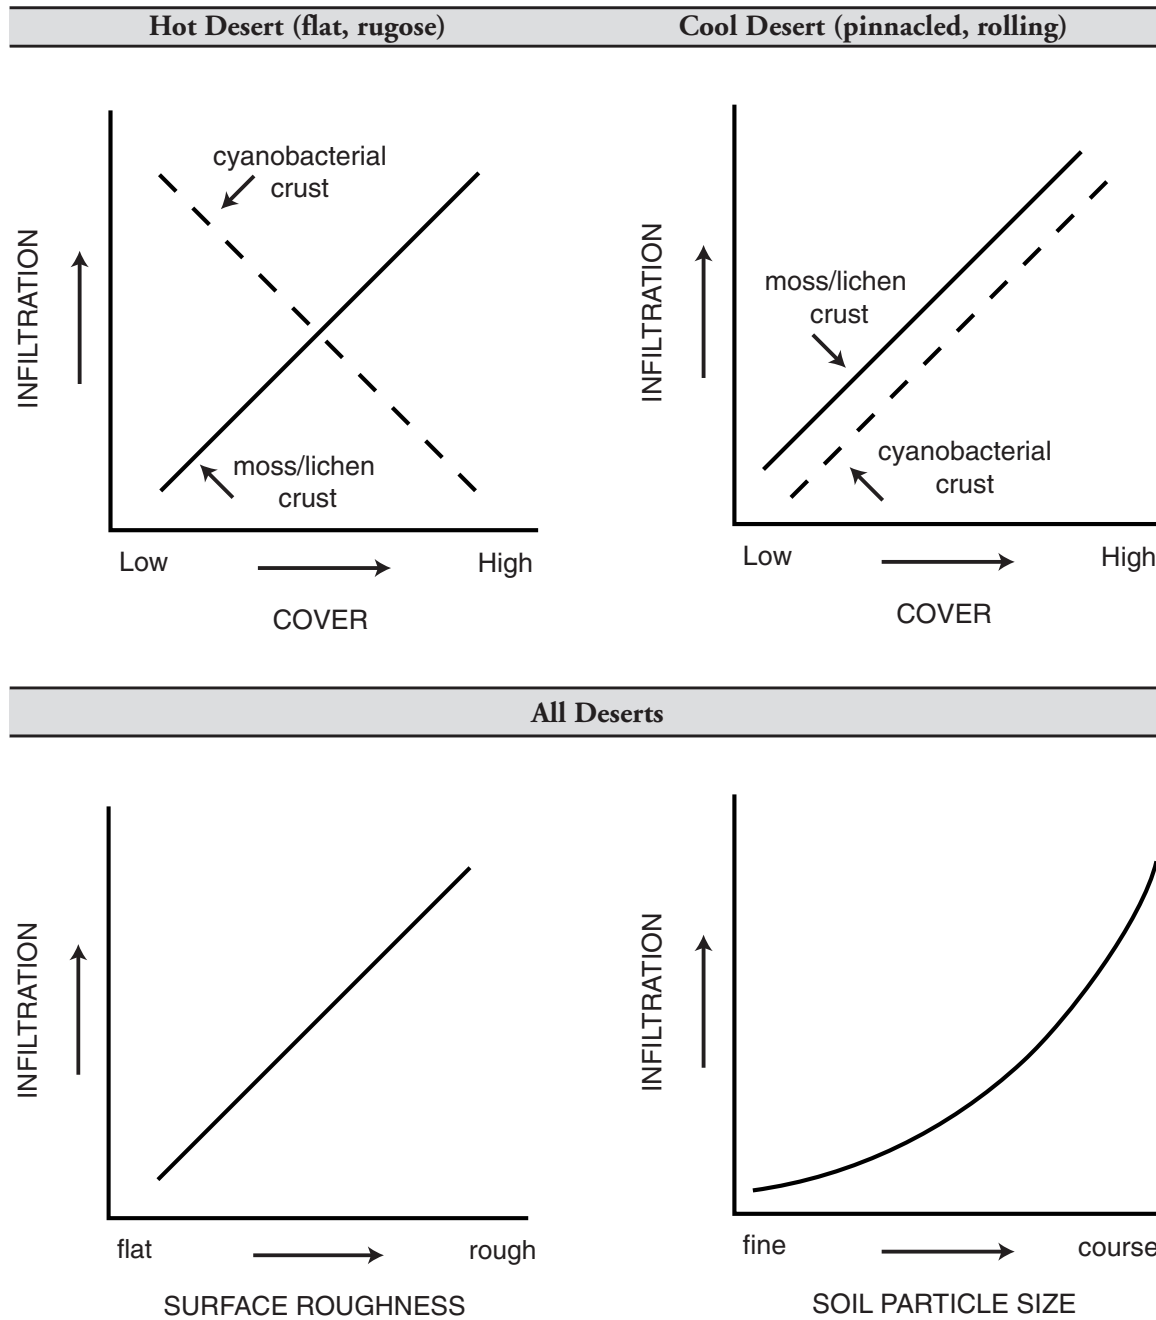 Hot Desert (flat, rugose)
Cool Desert (pinnacled, rolling)
INFILTRATION
cyanobacterial
crust
moss/lichen
crust
Low
High
COVER
INFILTRATION
moss/lichen
crust
cyanobacterial
crust
Low
High
COVER
All Deserts
INFILTRATION
flat
rough
SURFACE ROUGHNESS
INFILTRATION
fine
course
SOIL PARTICLE SIZE